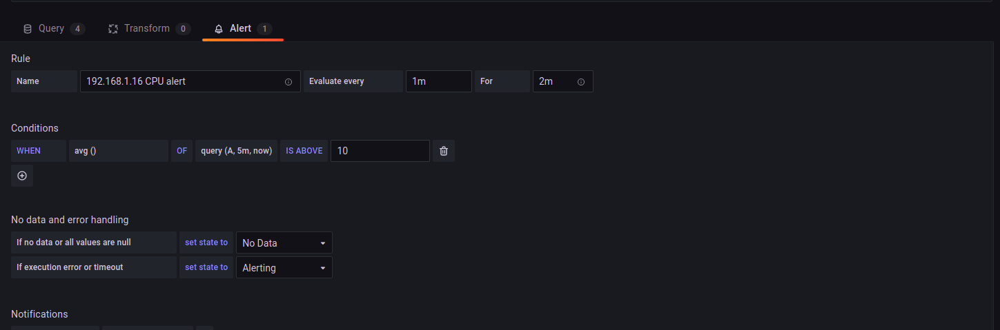 Query 4 Transform 0 Alert 1
Rule
Name 192.168.1.16 CPU alert Evaluate every 1m For 2m
Conditions
WHEN avg () OF query (A, 5m, now) IS ABOVE 10
No data and error handling
If no data or all values are null set state to No Data
If execution error or timeout set state to Alerting
Notifications